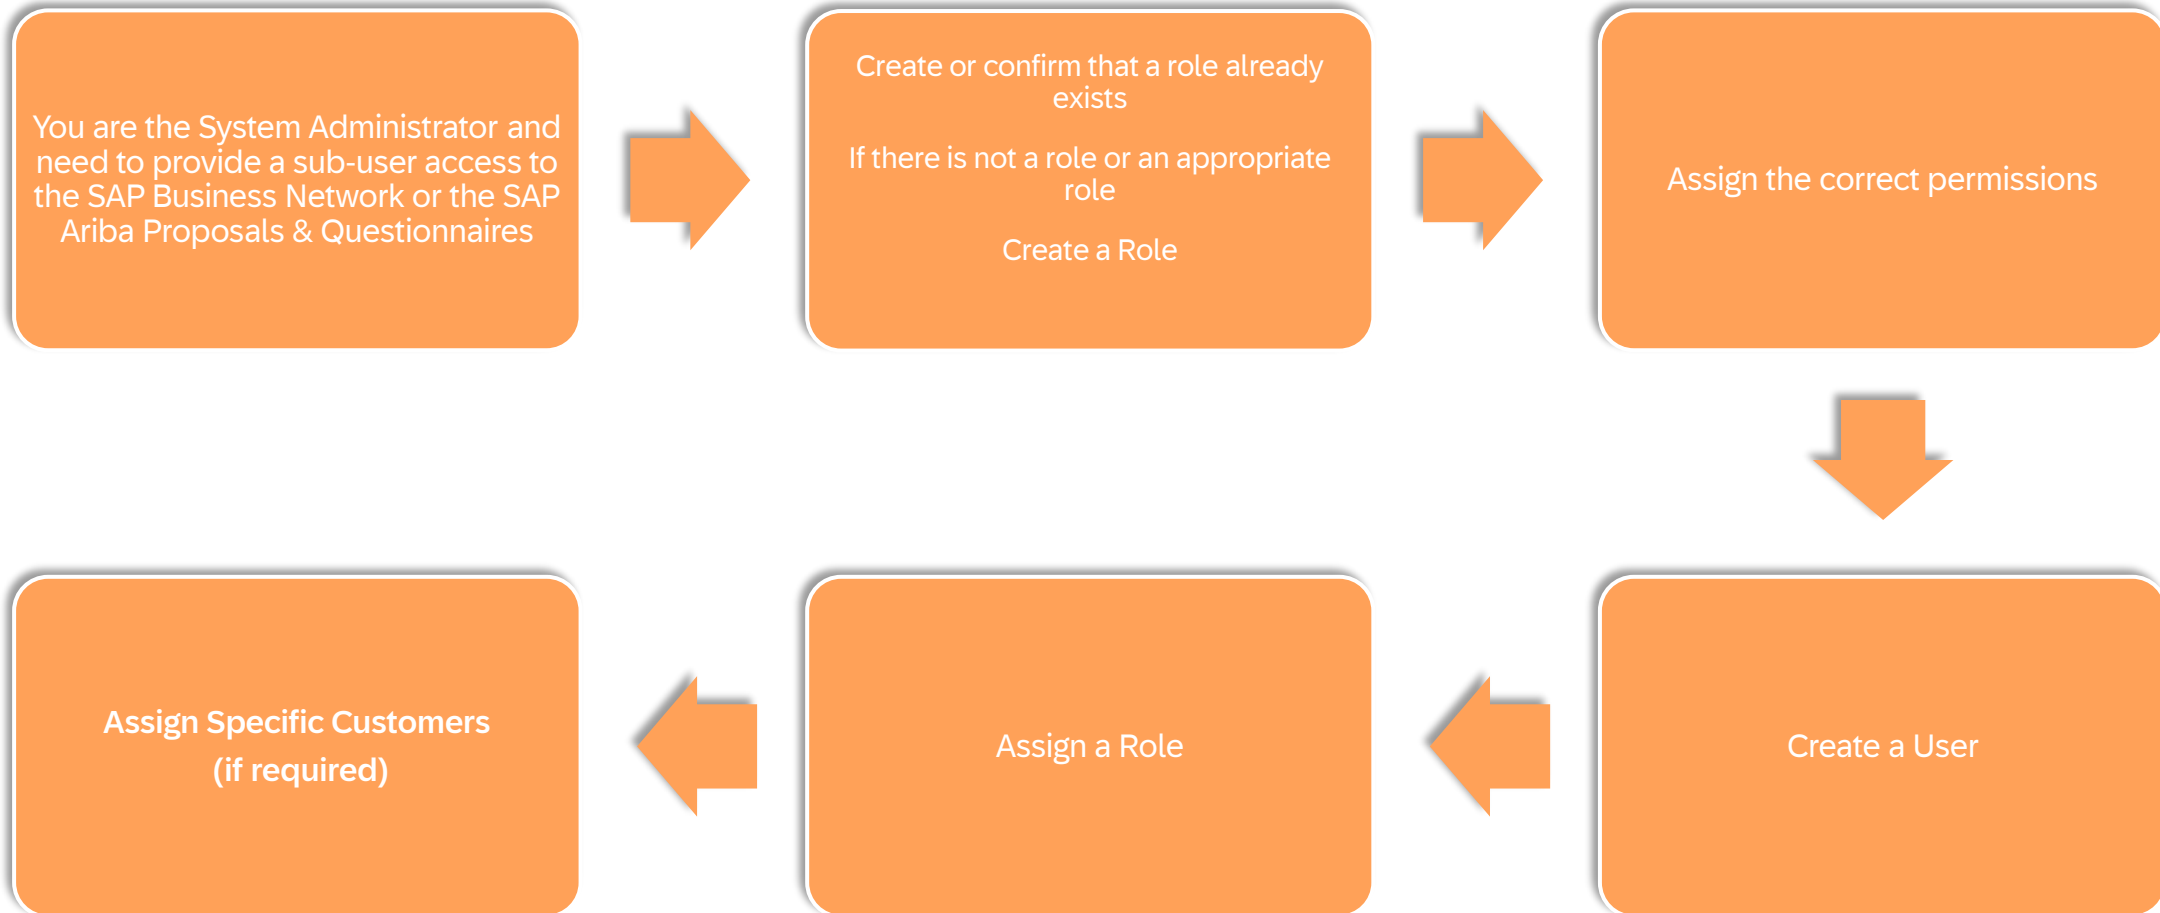 You are the System Administrator and
need to provide a sub-user access to
the SAP Business Network or the SAP
Ariba Proposals & Questionnaires
Create or confirm that a role already
exists
If there is not a role or an appropriate
role
Create a Role
Assign the correct permissions
Create a User
Assign a Role
Assign Specific Customers
(if required)